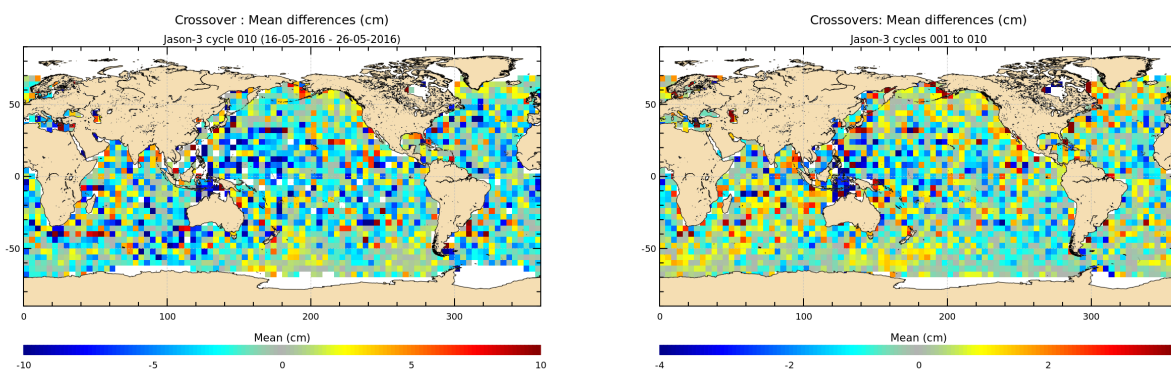 Crossover : Mean differences (cm)
Jason-3 cycle 010 (16-05-2016 - 26-05-2016)
50
0
-50
0 100 200 300
Mean (cm)
-10 -5 0 5 10
Crossovers: Mean differences (cm)
Jason-3 cycles 001 to 010
50
0
-50
0 100 200 300
Mean (cm)
-4 -2 0 2